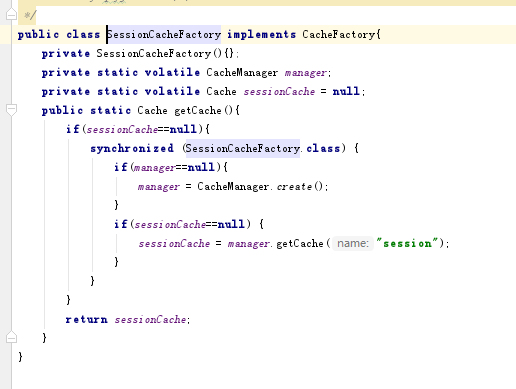 */
public class SessionCacheFactory implements CacheFactory{
private SessionCacheFactory(){};
private static volatile CacheManager manager;
private static volatile Cache sessionCache = null;
public static Cache getCache(){
if(sessionCache==null){
synchronized (SessionCacheFactory.class) {
if(manager==null){
manager = CacheManager.create();
}
if(sessionCache==null) {
sessionCache = manager.getCache( name: "session");
}
}
}
return sessionCache;
}
}